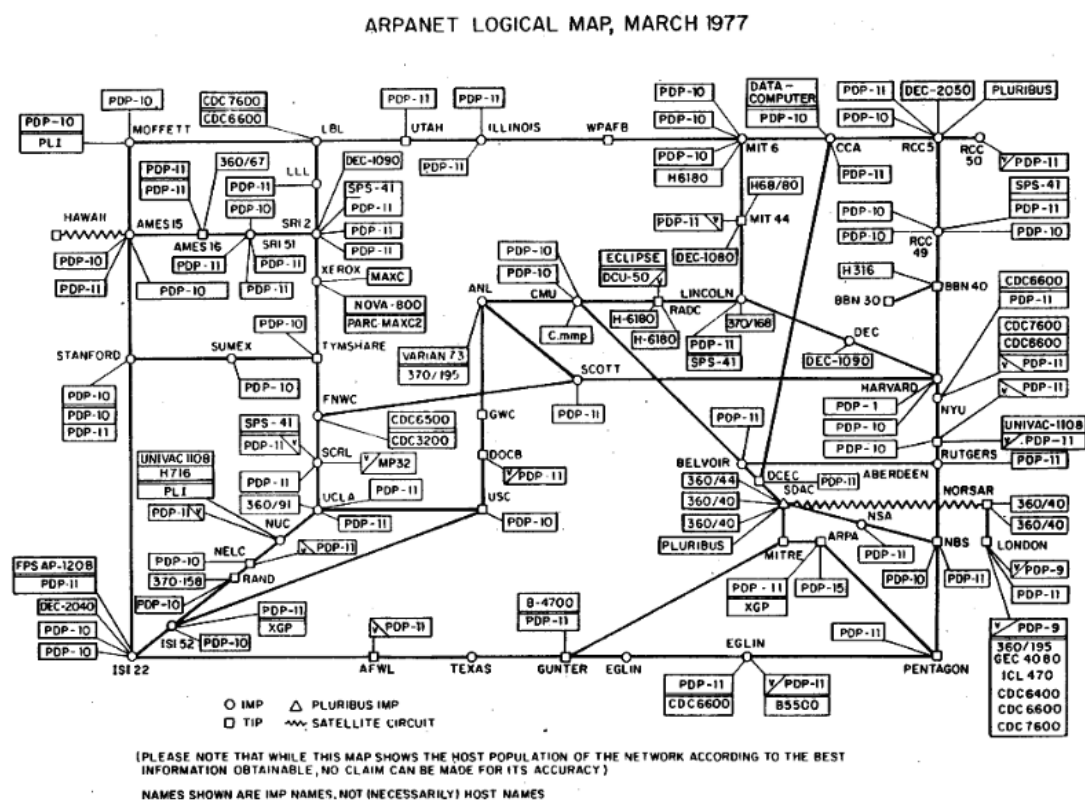 ARPANET LOGICAL MAP, MARCH 1977
PDP-10
CDC7600
CDC6600
PDP-11
PDP-11
PDP-10
DATA-
COMPUTER
PDP-10
PDP-11
DEC-2050
PLURIBUS
PDP-10
PLI
MOFFETT
LBL
UTAH
ILLINOIS
WPAFB
PDP-10
PDP-10
MIT 6
CCA
RCC5
RCC
50
PDP-11
PDP-10
H6180
PDP-11
PDP-11
PDP-11
PDP-11
360/67
LLL
PDP-11
DEC-1090
SPS-41
PDP-11
H68/80
SPS-41
PDP-11
HAWAII
AMES 15
PDP-10
SRI 2
PDP-11
PDP-11
MIT 44
PDP-10
PDP-10
PDP-10
RCC
49
AMES 16
PDP-11
SRI 51
PDP-11
PDP-11
DEC-1080
PDP-10
PDP-11
PDP-10
XEROX
MAXC
PDP-11
PDP-10
ECLIPSE
DCU-50
H316
BBN 40
BBN 30
NOVA-800
PARC-MAXC2
ANL
CMU
C.mmp
RADC
H-6180
H-6180
LINCOLN
370/168
PDP-11
SPS-41
DEC
DEC-1090
CDC6600
PDP-11
CDC7600
CDC6600
PDP-11
PDP-11
PDP-10
STANFORD
SUMEX
TYMSHARE
VARIAN 73
370/195
PDP-10
SCOTT
PDP-11
HARVARD
PDP-1
PDP-10
PDP-10
NYU
PDP-10
PDP-10
PDP-11
FNWC
SPS-41
PDP-11
CDC6500
CDC3200
GWC
PDP-11
UNIVAC-1108
PDP-11
RUTGERS
SCRL
MP32
DOCB
PDP-11
BELVOIR
ABERDEEN
PDP-11
UNIVAC 1108
H716
PLI
PDP-11
360/91
PDP-11
UCLA
PDP-11
USC
PDP-10
360/44
360/40
360/40
PLURIBUS
DCEC
PDP-11
SDAC
NORSAR
360/40
360/40
PDP-11
NUC
NSA
PDP-11
NELC
PDP-10
PDP-11
MITRE
ARPA
NBS
PDP-10
PDP-11
LONDON
PDP-9
PDP-11
FPS AP-120B
PDP-11
DEC-2040
PDP-10
PDP-10
370-158
RAND
PDP-10
PDP-11
XGP
PDP-10
ISI 52
PDP-11
XGP
PDP-15
B-4700
PDP-11
PDP-11
PDP-11
PDP-9
360/195
GEC 4080
ICL 470
CDC6400
CDC6600
CDC7600
ISI 22
AFWL
TEXAS
GUNTER
EGLIN
EGLIN
PENTAGON
PDP-11
CDC6600
PDP-11
B5500
IMP
PLURIBUS IMP
TIP
SATELLITE CIRCUIT
(PLEASE NOTE THAT WHILE THIS MAP SHOWS THE HOST POPULATION OF THE NETWORK ACCORDING TO THE BEST
INFORMATION OBTAINABLE, NO CLAIM CAN BE MADE FOR ITS ACCURACY)
NAMES SHOWN ARE IMP NAMES, NOT (NECESSARILY) HOST NAMES